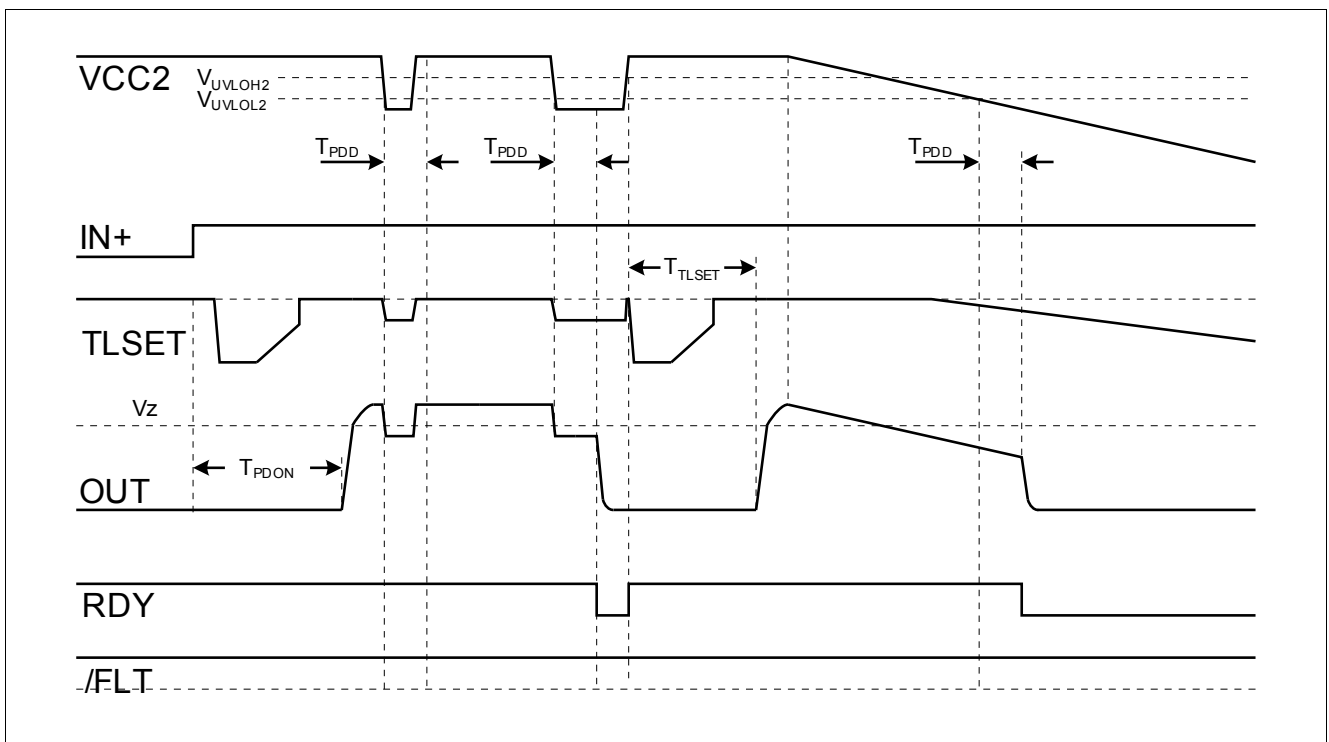 VCC2
VUVLOH2
VUVLOL2
TPDD
TPDD
TPDD
IN+
TTLSET
TLSET
Vz
TPDON
OUT
RDY
/FLT